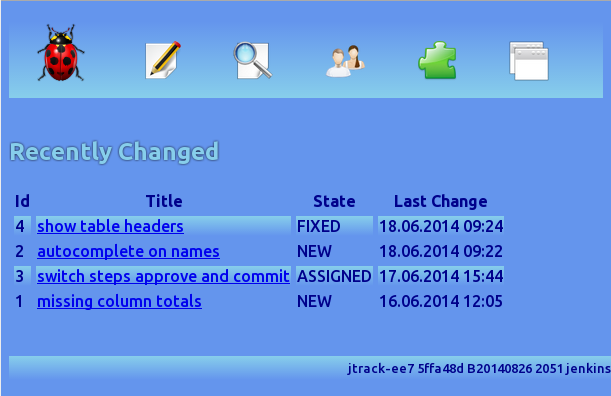 Recently Changed
Id Title State Last Change
4 show table headers FIXED 18.06.2014 09:24
2 autocomplete on names NEW 18.06.2014 09:22
3 switch steps approve and commit ASSIGNED 17.06.2014 15:44
1 missing column totals NEW 16.06.2014 12:05
jtrack-ee7 5ffa48d B20140826 2051 jenkins